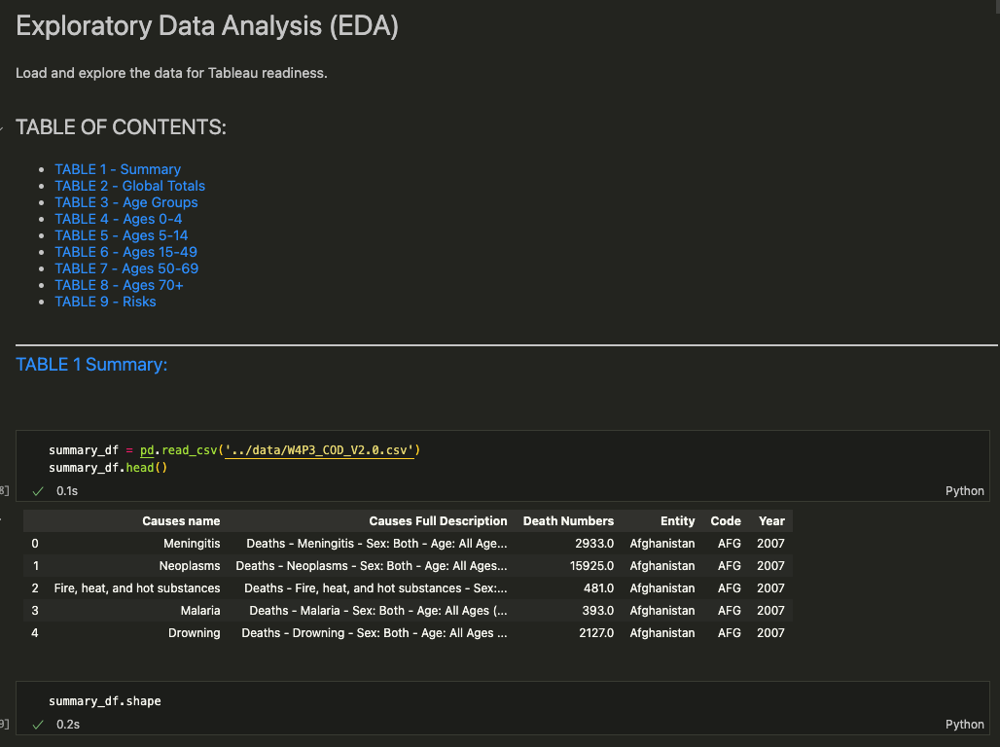 Exploratory Data Analysis (EDA)
Load and explore the data for Tableau readiness.
TABLE OF CONTENTS:
TABLE 1 - Summary
TABLE 2 - Global Totals
TABLE 3 - Age Groups
TABLE 4 - Ages 0-4
TABLE 5 - Ages 5-14
TABLE 6 - Ages 15-49
TABLE 7 - Ages 50-69
TABLE 8 - Ages 70+
TABLE 9 - Risks
TABLE 1 Summary:
summary_df = pd.read_csv('../data/W4P3_COD_V2.0.csv')
summary_df.head()
8] ✓ 0.1s Python
Causes name Causes Full Description Death Numbers Entity Code Year
0 Meningitis Deaths - Meningitis - Sex: Both - Age: All Age... 2933.0 Afghanistan AFG 2007
1 Neoplasms Deaths - Neoplasms - Sex: Both - Age: All Ages... 15925.0 Afghanistan AFG 2007
2 Fire, heat, and hot substances Deaths - Fire, heat, and hot substances - Sex:... 481.0 Afghanistan AFG 2007
3 Malaria Deaths - Malaria - Sex: Both - Age: All Ages (... 393.0 Afghanistan AFG 2007
4 Drowning Deaths - Drowning - Sex: Both - Age: All Ages ... 2127.0 Afghanistan AFG 2007
summary_df.shape
9] ✓ 0.2s Python